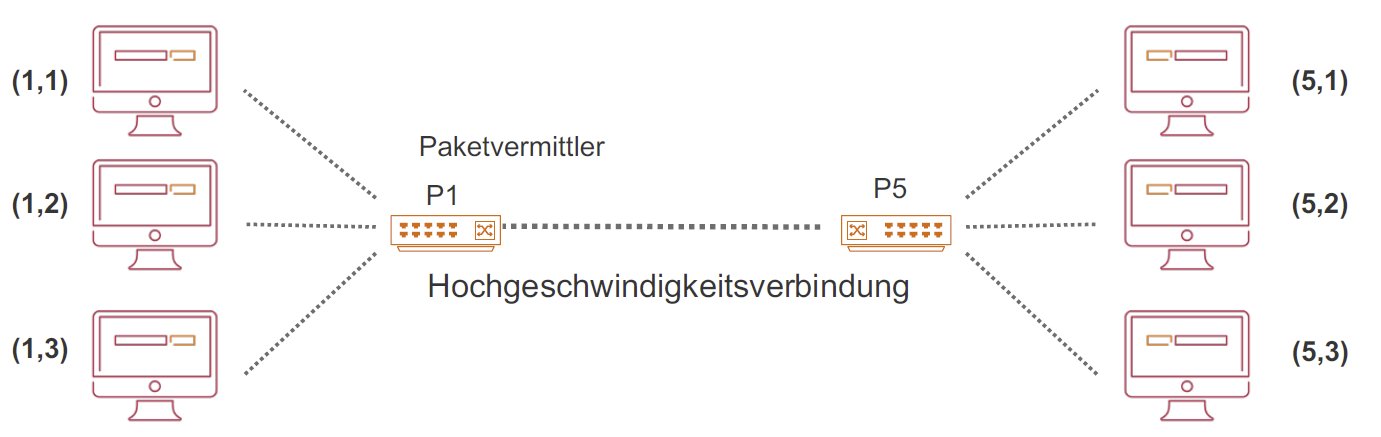 (1,1)
(5,1)
Paketvermittler
P1
P5
(1,2)
(5,2)
Hochgeschwindigkeitsverbindung
(1,3)
(5,3)